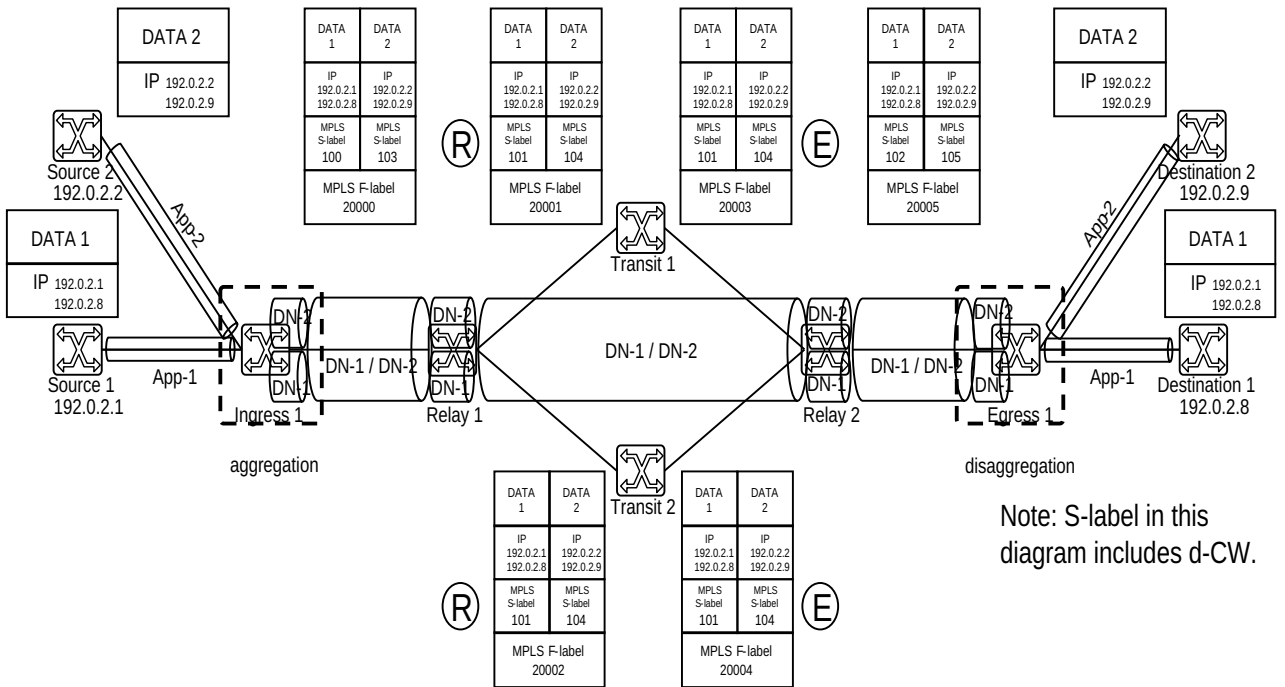 DATA 2
IP 192.0.2.2
192.0.2.9
DATA 1
DATA 2
IP 192.0.2.1 192.0.2.8
IP 192.0.2.2 192.0.2.9
MPLS S-label 100
MPLS S-label 103
MPLS F-label
20000
R
DATA 1
DATA 2
IP 192.0.2.1 192.0.2.8
IP 192.0.2.2 192.0.2.9
MPLS S-label 101
MPLS S-label 104
MPLS F-label
20001
DATA 1
DATA 2
IP 192.0.2.1 192.0.2.8
IP 192.0.2.2 192.0.2.9
MPLS S-label 101
MPLS S-label 104
MPLS F-label
20003
E
DATA 1
DATA 2
IP 192.0.2.1 192.0.2.8
IP 192.0.2.2 192.0.2.9
MPLS S-label 102
MPLS S-label 105
MPLS F-label
20005
DATA 2
IP 192.0.2.2
192.0.2.9
Source 2
192.0.2.2
App-2
Destination 2
192.0.2.9
App-2
DATA 1
IP 192.0.2.1
192.0.2.8
DATA 1
IP 192.0.2.1
192.0.2.8
Transit 1
Source 1
192.0.2.1
App-1
DN-2
DN-1
Ingress 1
DN-1 / DN-2
DN-2
DN-1
Relay 1
DN-1 / DN-2
DN-2
DN-1
Relay 2
DN-1 / DN-2
DN-2
DN-1
Egress 1
App-1
Destination 1
192.0.2.8
aggregation
disaggregation
Transit 2
R
DATA 1
DATA 2
IP 192.0.2.1 192.0.2.8
IP 192.0.2.2 192.0.2.9
MPLS S-label 101
MPLS S-label 104
MPLS F-label
20002
DATA 1
DATA 2
IP 192.0.2.1 192.0.2.8
IP 192.0.2.2 192.0.2.9
MPLS S-label 101
MPLS S-label 104
MPLS F-label
20004
E
Note: S-label in this
diagram includes d-CW.